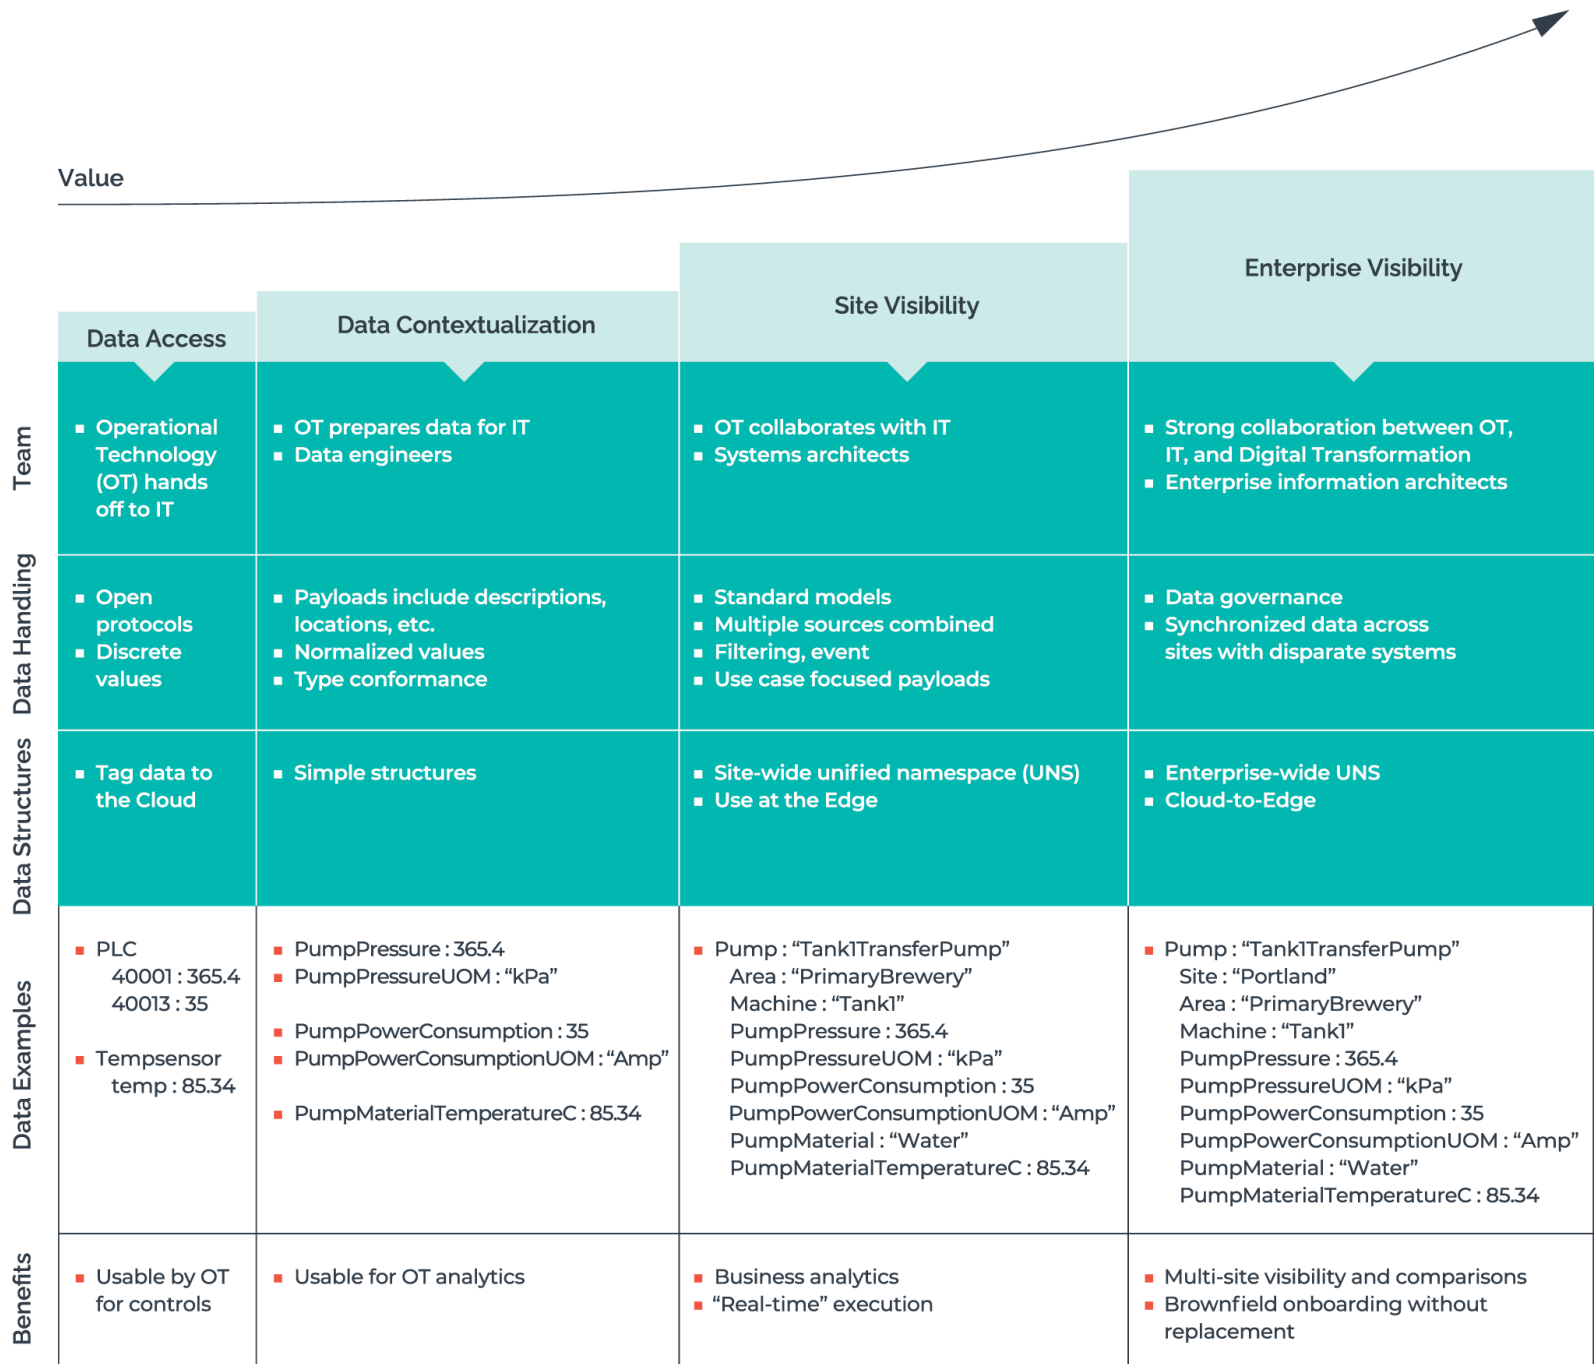 Value
Data Access
Data Contextualization
Site Visibility
Enterprise Visibility
Team
Operational
Technology
(OT) hands
off to IT
OT prepares data for IT
Data engineers
OT collaborates with IT
Systems architects
Strong collaboration between OT,
IT, and Digital Transformation
Enterprise information architects
Data Handling
Open
protocols
Discrete
values
Payloads include descriptions,
locations, etc.
Normalized values
Type conformance
Standard models
Multiple sources combined
Filtering, event
Use case focused payloads
Data governance
Synchronized data across
sites with disparate systems
Data Structures
Tag data to
the Cloud
Simple structures
Site-wide unified namespace (UNS)
Use at the Edge
Enterprise-wide UNS
Cloud-to-Edge
Data Examples
PLC
40001 : 365.4
40013 : 35
Tempsensor
temp : 85.34
PumpPressure : 365.4
PumpPressureUOM : “kPa”
PumpPowerConsumption : 35
PumpPowerConsumptionUOM : “Amp”
PumpMaterialTemperatureC : 85.34
Pump : “Tank1TransferPump”
Area : “PrimaryBrewery”
Machine : “Tank1”
PumpPressure : 365.4
PumpPressureUOM : “kPa”
PumpPowerConsumption : 35
PumpPowerConsumptionUOM : “Amp”
PumpMaterial : “Water”
PumpMaterialTemperatureC : 85.34
Pump : “Tank1TransferPump”
Site : “Portland”
Area : “PrimaryBrewery”
Machine : “Tank1”
PumpPressure : 365.4
PumpPressureUOM : “kPa”
PumpPowerConsumption : 35
PumpPowerConsumptionUOM : “Amp”
PumpMaterial : “Water”
PumpMaterialTemperatureC : 85.34
Benefits
Usable by OT
for controls
Usable for OT analytics
Business analytics
“Real-time” execution
Multi-site visibility and comparisons
Brownfield onboarding without
replacement